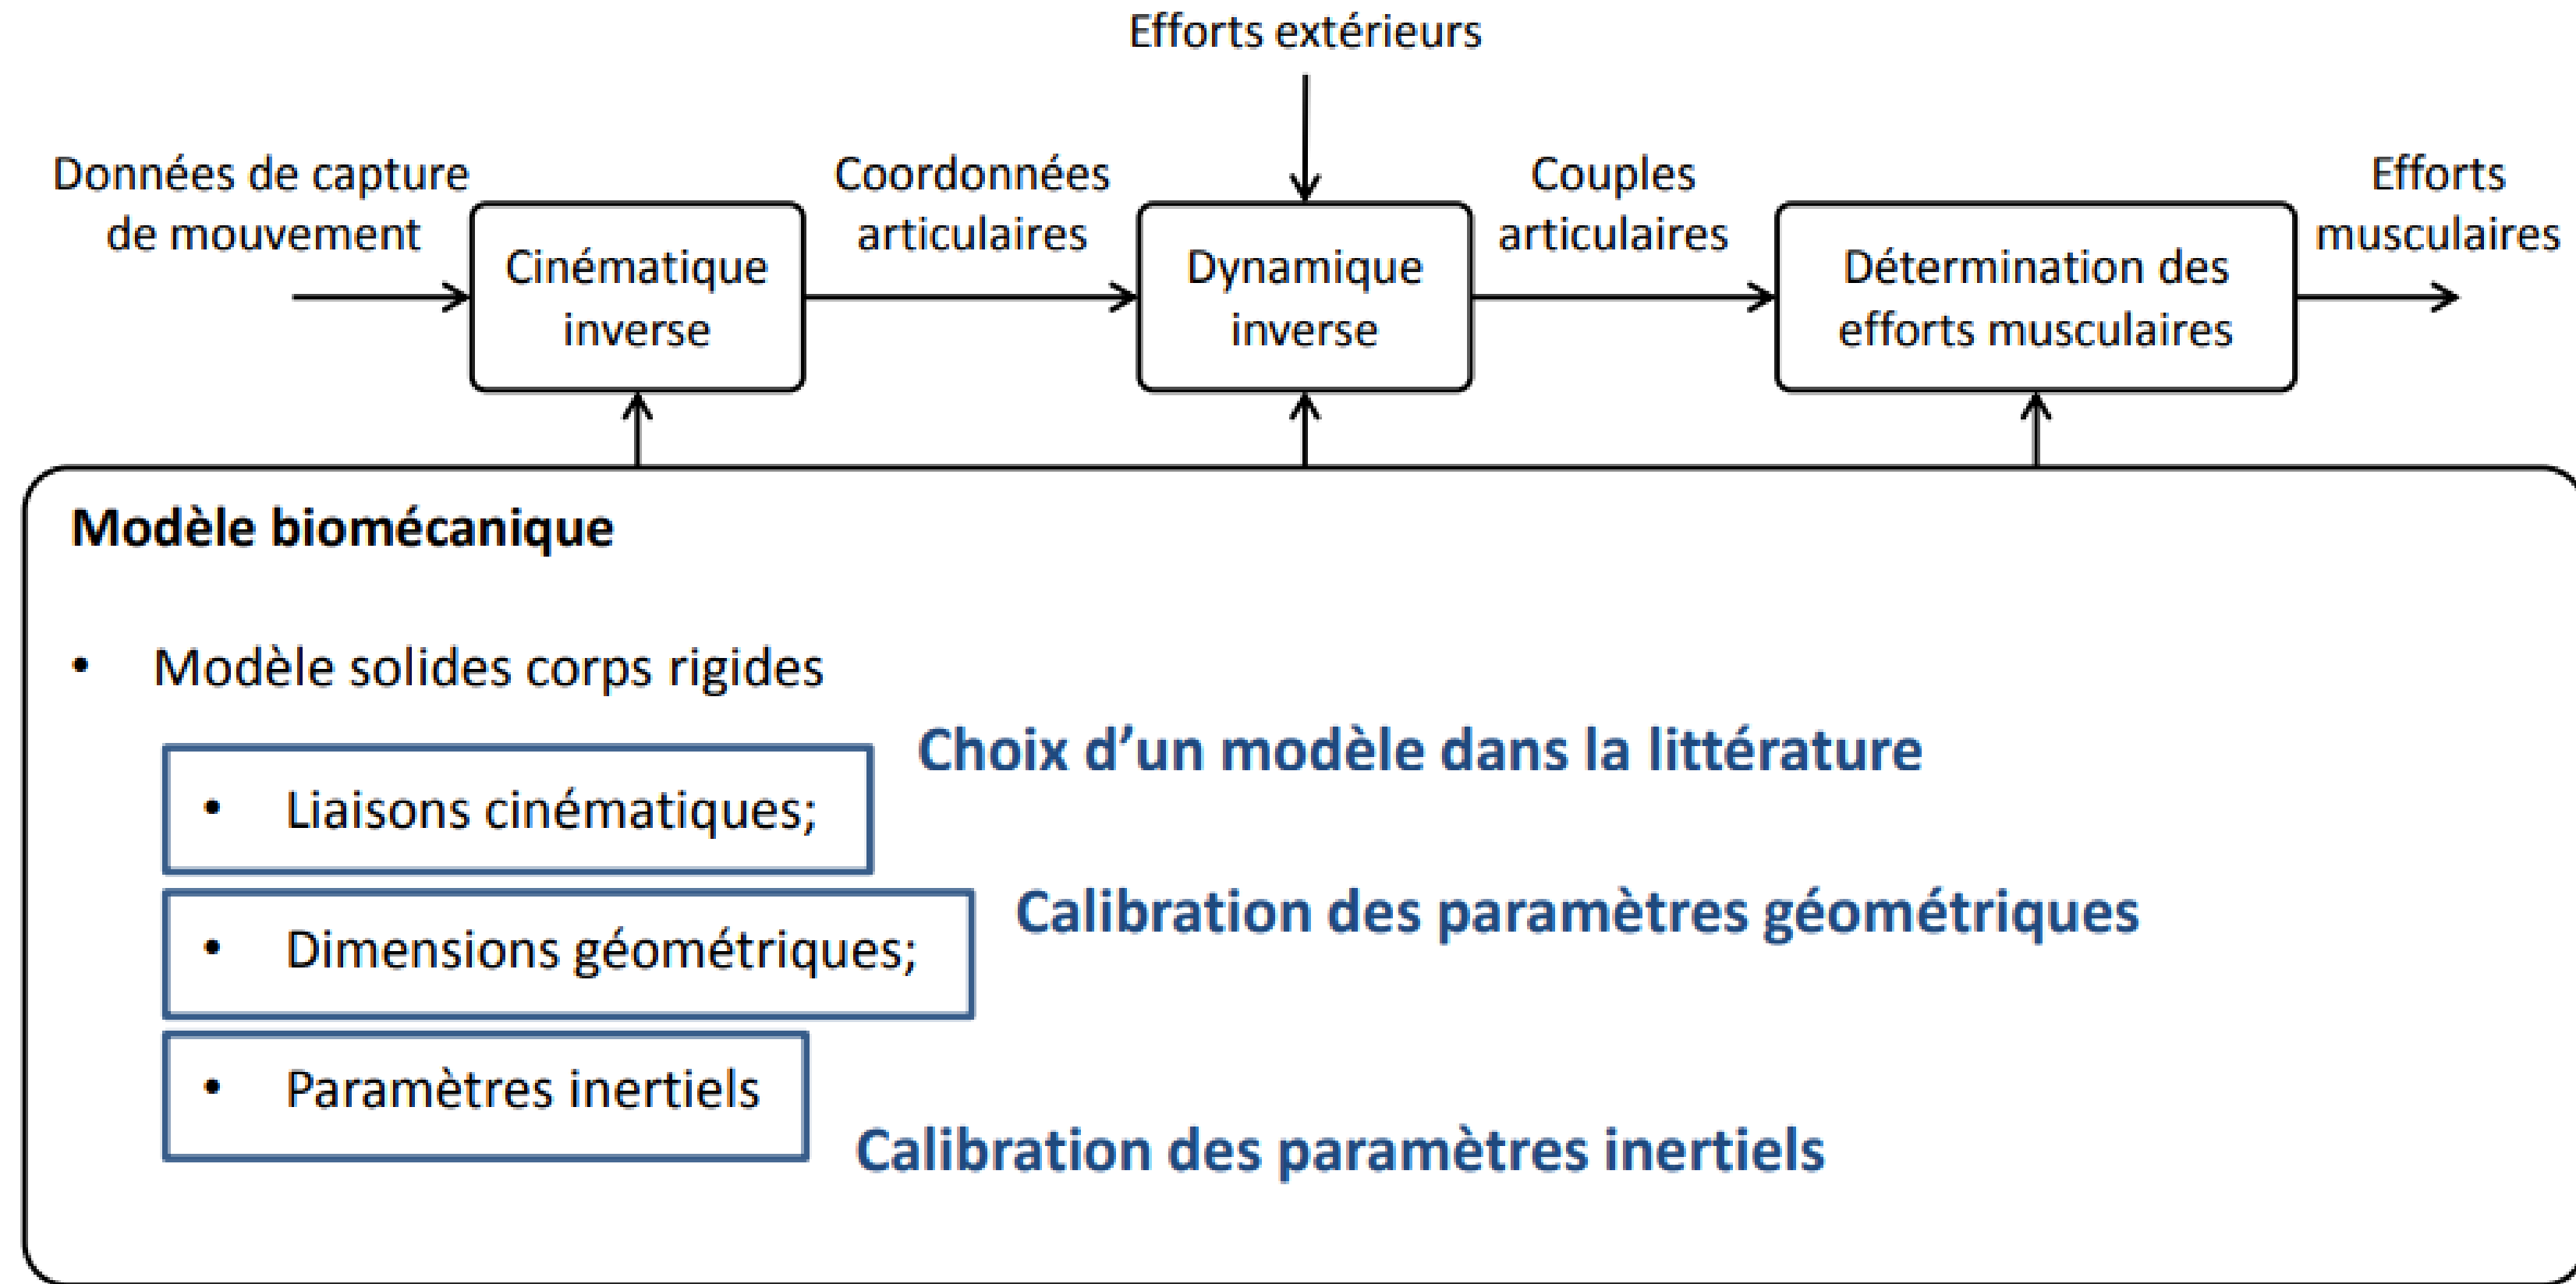 Efforts extérieurs
Données de capture
de mouvement
Cinématique
inverse
Coordonnées
articulaires
Dynamique
inverse
Couples
articulaires
Détermination des
efforts musculaires
Efforts
musculaires
Modèle biomécanique
• Modèle solides corps rigides
Choix d’un modèle dans la littérature
• Liaisons cinématiques;
Calibration des paramètres géométriques
• Dimensions géométriques;
• Paramètres inertiels
Calibration des paramètres inertiels